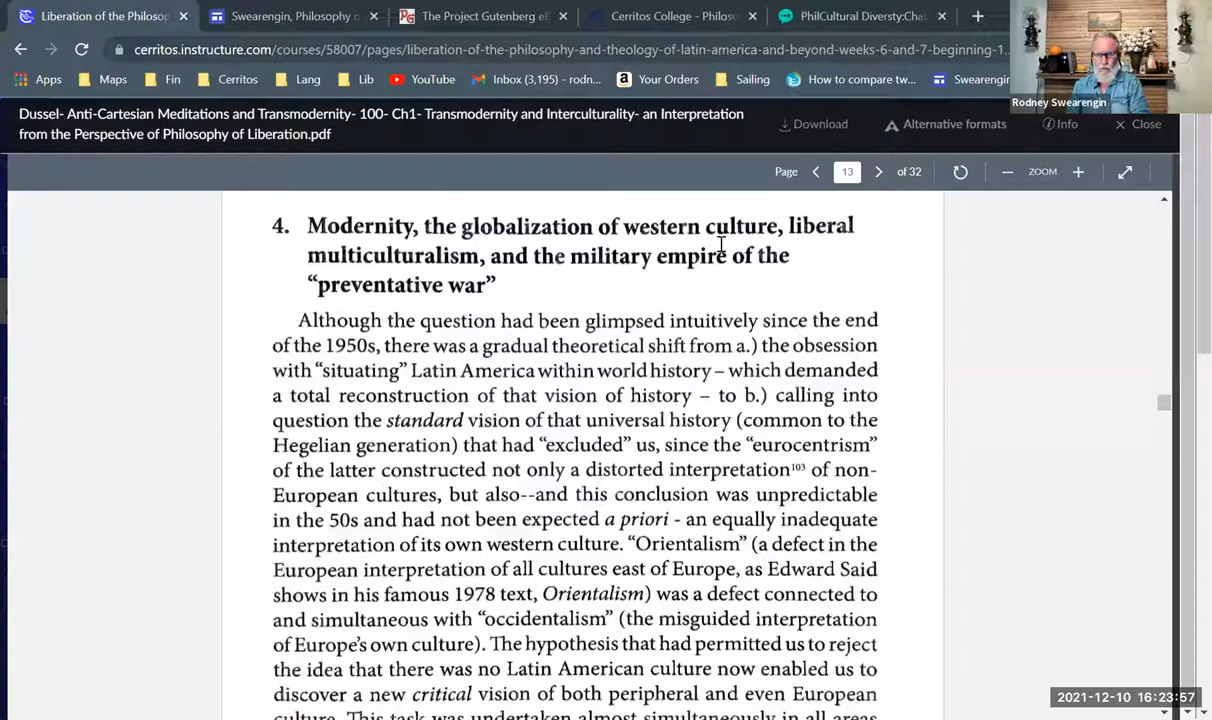 Liberation of the Philosop
Swearengin, Philosophy o
The Project Gutenberg eB
Cerritos College - Philoso
PhilCultural Diversty:Chal
cerritos.instructure.com/courses/58007/pages/liberation-of-the-philosophy-and-theology-of-latin-america-and-beyond-weeks-6-and-7-beginning-1...
Apps Maps Fin Cerritos Lang Lib YouTube Inbox (3,195) - rodn... Your Orders Sailing How to compare tw... Swearengin
Rodney Swearengin
Dussel- Anti-Cartesian Meditations and Transmodernity- 100- Ch1- Transmodernity and Interculturality- an Interpretation
from the Perspective of Philosophy of Liberation.pdf
Download Alternative formats Info Close
Page 13 of 32 ZOOM
4. Modernity, the globalization of western culture, liberal
multiculturalism, and the military empire of the
“preventative war”
Although the question had been glimpsed intuitively since the end
of the 1950s, there was a gradual theoretical shift from a.) the obsession
with “situating” Latin America within world history – which demanded
a total reconstruction of that vision of history – to b.) calling into
question the standard vision of that universal history (common to the
Hegelian generation) that had “excluded” us, since the “eurocentrism”
of the latter constructed not only a distorted interpretation¹⁰³ of non-
European cultures, but also--and this conclusion was unpredictable
in the 50s and had not been expected a priori - an equally inadequate
interpretation of its own western culture. “Orientalism” (a defect in the
European interpretation of all cultures east of Europe, as Edward Said
shows in his famous 1978 text, Orientalism) was a defect connected to
and simultaneous with “occidentalism” (the misguided interpretation
of Europe’s own culture). The hypothesis that had permitted us to reject
the idea that there was no Latin American culture now enabled us to
discover a new critical vision of both peripheral and even European
culture. This task was undertaken almost simultaneously in all areas
2021-12-10 16:23:57